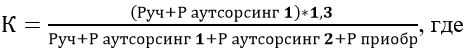 (Руч+Р аутсорсинг 1)*1,3
К = , где
Руч+Р аутсорсинг 1+Р аутсорсинг 2+Р приобр